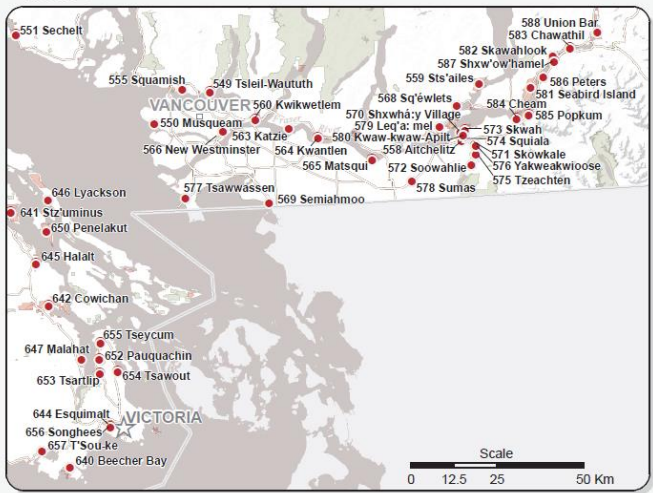 588 Union Bar
583 Chawathil
551 Sechelt
582 Skawahlook
587 Shxw'ow'hamel
555 Squamish
549 Tsleil-Waututh
559 Sts'ailes
586 Peters
581 Seabird Island
VANCOUVER
560 Kwikwetlem
568 Sq'éwlets
584 Cheam
585 Popkum
550 Musqueam
563 Katzie
570 Shxwhá:y Village
579 Leq'a: mel
573 Skwah
566 New Westminster
564 Kwantlen
580 Kwaw-kwaw-Apilt
574 Squiala
558 Aitchelitz
571 Skowkale
565 Matsqui
572 Soowahlie
576 Yakweakwioose
575 Tzeachten
577 Tsawwassen
578 Sumas
569 Semiahmoo
646 Lyackson
641 Stz'uminus
650 Penelakut
645 Halalt
642 Cowichan
655 Tseycum
647 Malahat
652 Pauquachin
653 Tsartlip
654 Tsawout
644 Esquimalt
VICTORIA
656 Songhees
657 T'Sou-ke
640 Beecher Bay
Scale
0 12.5 25 50 Km